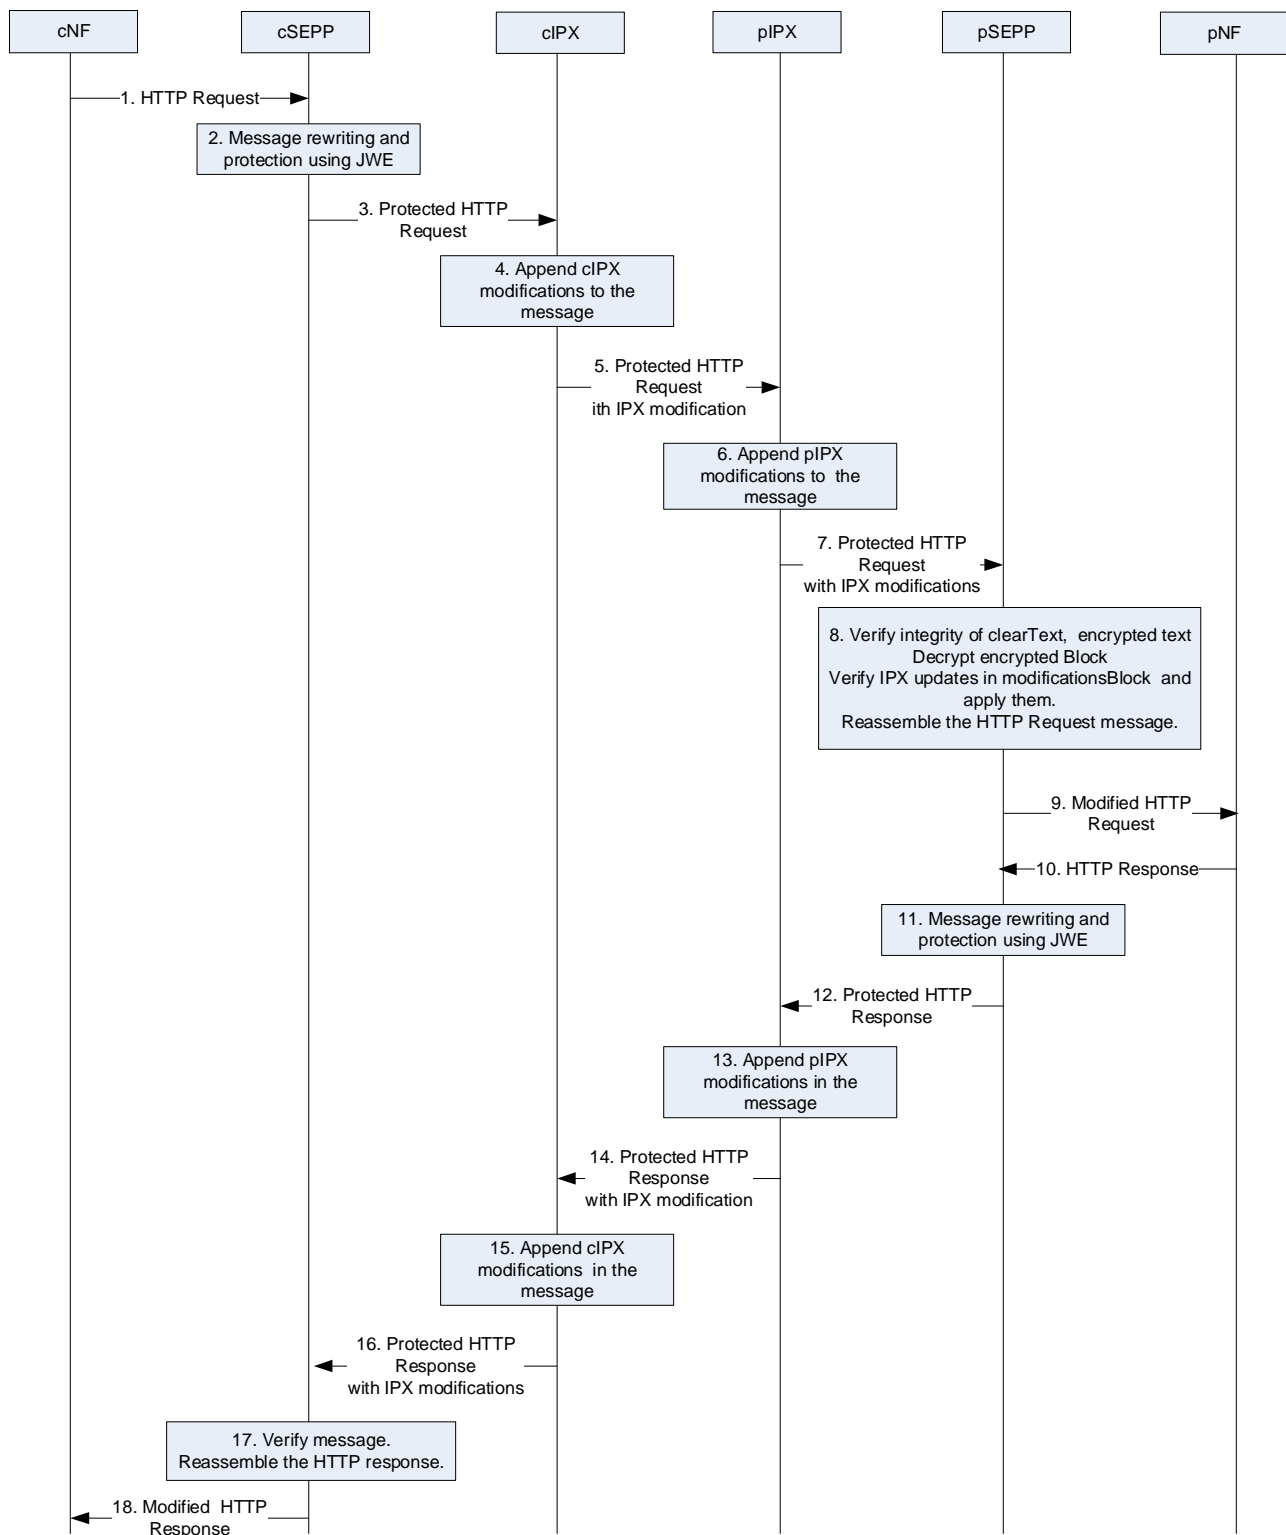 cNF
cSEPP
cIPX
pIPX
pSEPP
pNF
1. HTTP Request
2. Message rewriting and
protection using JWE
3. Protected HTTP
Request
4. Append cIPX
modifications to the
message
5. Protected HTTP
Request
ith IPX modification
6. Append pIPX
modifications to the
message
7. Protected HTTP
Request
with IPX modifications
8. Verify integrity of clearText, encrypted text
Decrypt encrypted Block
Verify IPX updates in modificationsBlock and
apply them.
Reassemble the HTTP Request message.
9. Modified HTTP
Request
10. HTTP Response
11. Message rewriting and
protection using JWE
12. Protected HTTP
Response
13. Append pIPX
modifications in the
message
14. Protected HTTP
Response
with IPX modification
15. Append cIPX
modifications in the
message
16. Protected HTTP
Response
with IPX modifications
17. Verify message.
Reassemble the HTTP response.
18. Modified HTTP
Response